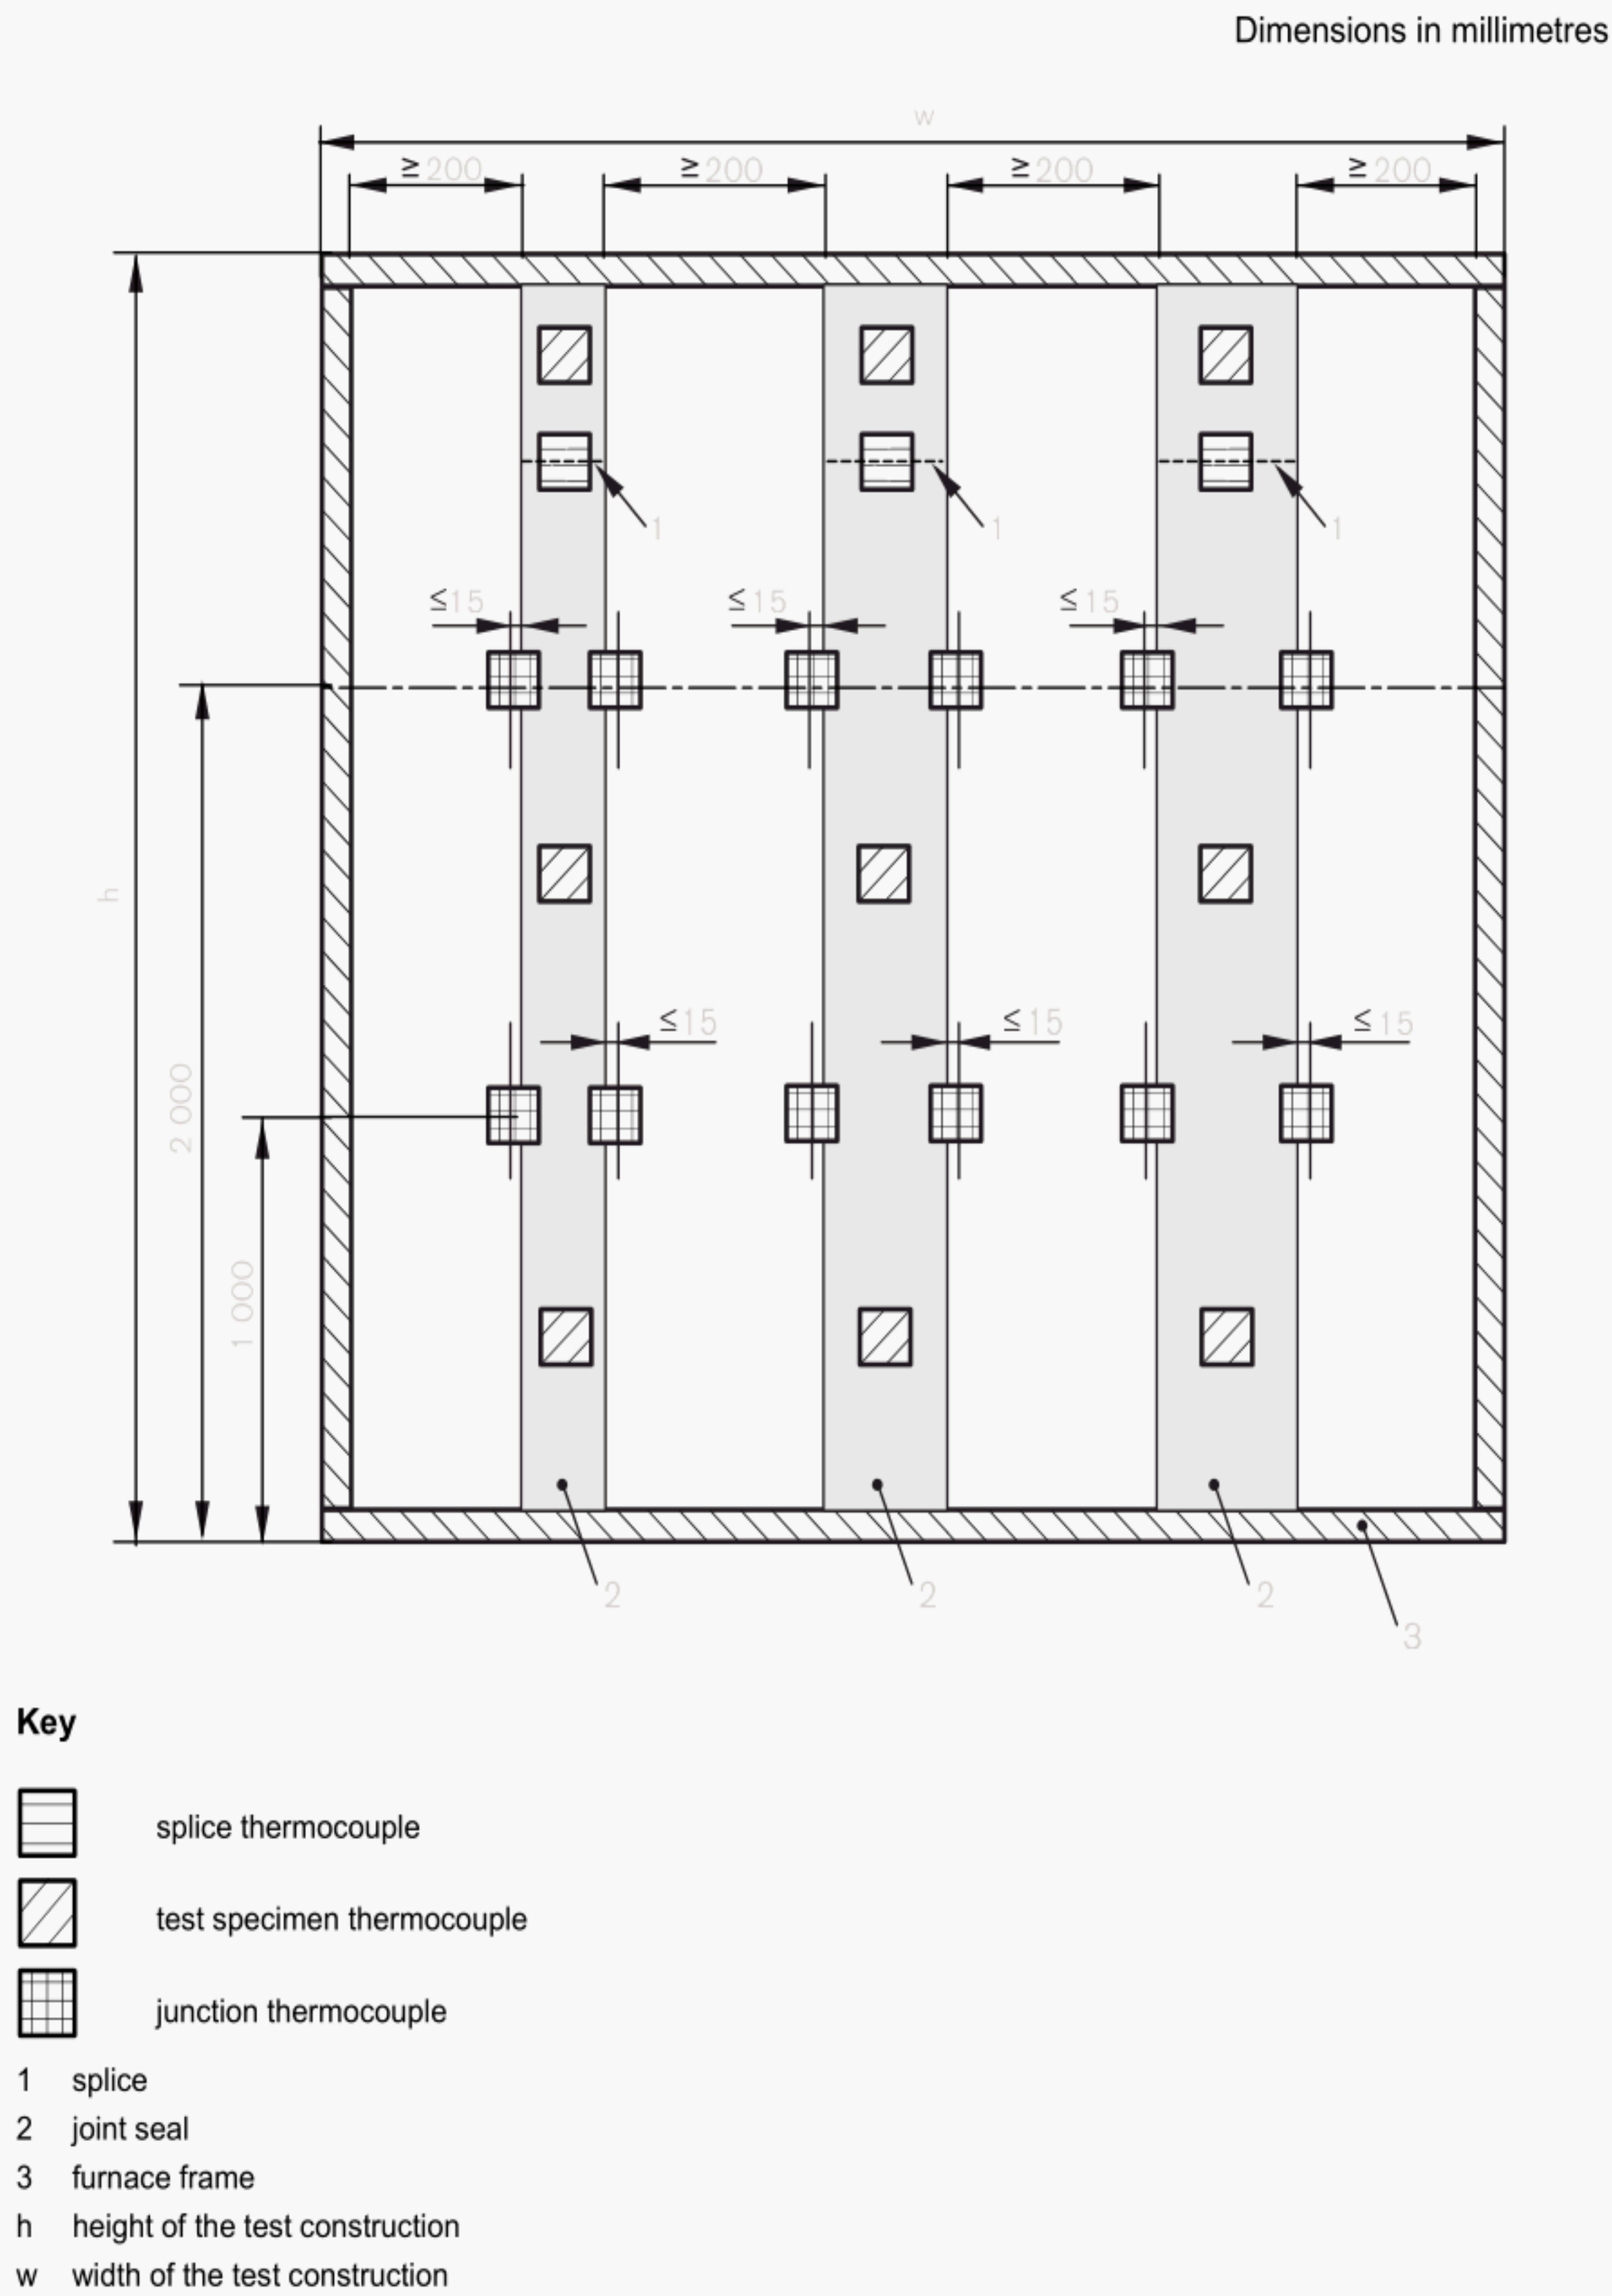 Dimensions in millimetres
w
≥ 200 ≥ 200 ≥ 200 ≥ 200
1 1 1
≤ 15 ≤ 15 ≤ 15
h
≤ 15 ≤ 15 ≤ 15
2 000
1 000
2 2 2
3
Key
splice thermocouple
test specimen thermocouple
junction thermocouple
1 splice
2 joint seal
3 furnace frame
h height of the test construction
w width of the test construction